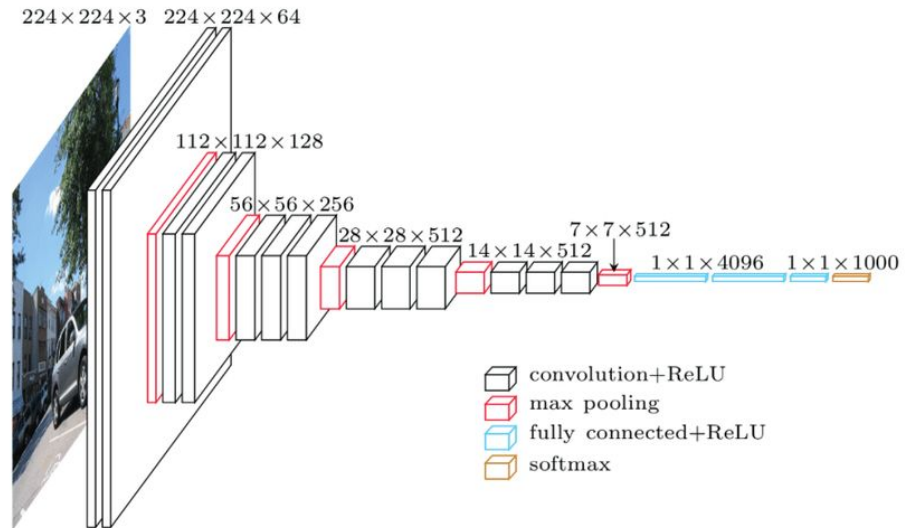 224×224×3
224×224×64
112×112×128
56×56×256
28×28×512
14×14×512
7×7×512
1×1×4096
1×1×1000
convolution+ReLU
max pooling
fully connected+ReLU
softmax